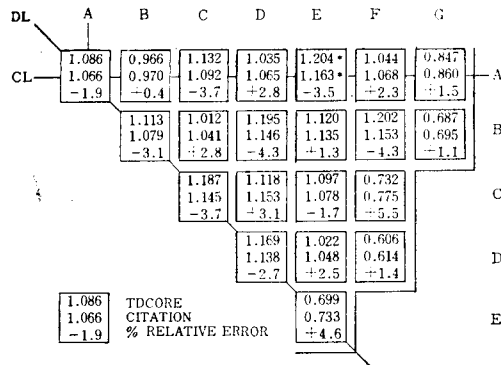 DL A B C D E F G
1.086 0.966 1.132 1.035 1.204* 1.044 0.847
CL 1.066 0.970 1.092 1.065 1.163* 1.068 0.860 A
-1.9 +0.4 -3.7 +2.8 -3.5 +2.3 +1.5
1.113 1.012 1.195 1.120 1.202 0.687
1.079 1.041 1.146 1.135 1.153 0.695 B
-3.1 +2.8 -4.3 +1.3 -4.3 +1.1
1.187 1.118 1.097 0.732
1.145 1.153 1.078 0.775 C
-3.7 +3.1 -1.7 +5.5
1.169 1.022 0.606
1.138 1.048 0.614 D
-2.7 +2.5 +1.4
1.086 TDCORE 0.699
1.066 CITATION 0.733 E
-1.9 % RELATIVE ERROR +4.6